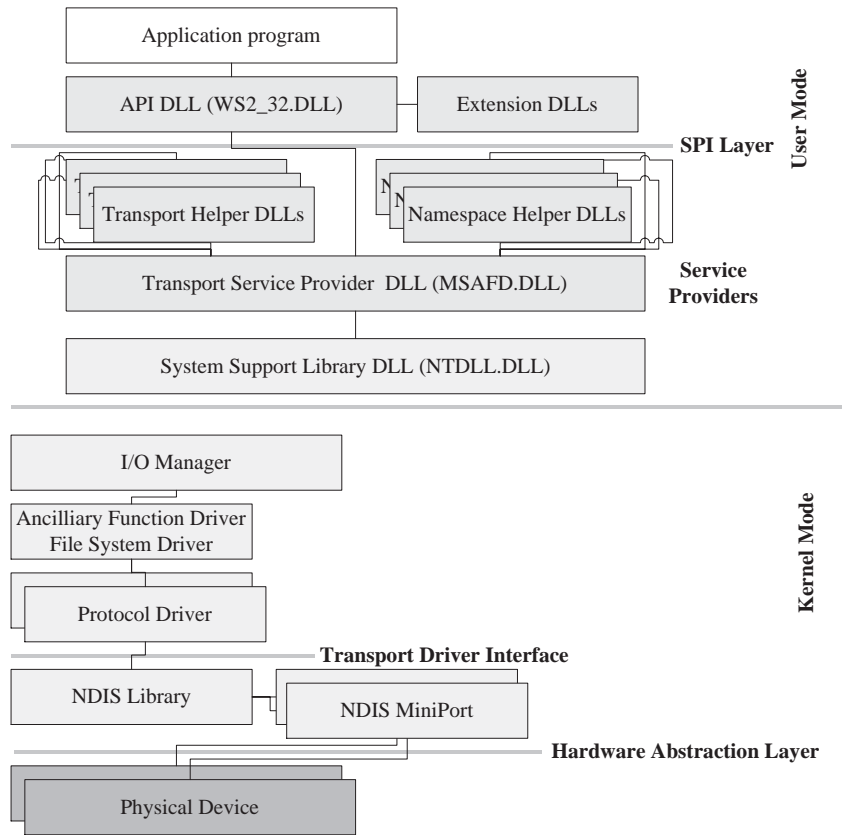 Application program
API DLL (WS2_32.DLL)
Extension DLLs
User Mode
SPI Layer
T
T
Transport Helper DLLs
N
N
Namespace Helper DLLs
Transport Service Provider DLL (MSAFD.DLL)
Service
Providers
System Support Library DLL (NTDLL.DLL)
I/O Manager
Ancilliary Function Driver
File System Driver
Kernel Mode
Protocol Driver
Transport Driver Interface
NDIS Library
NDIS MiniPort
Hardware Abstraction Layer
Physical Device